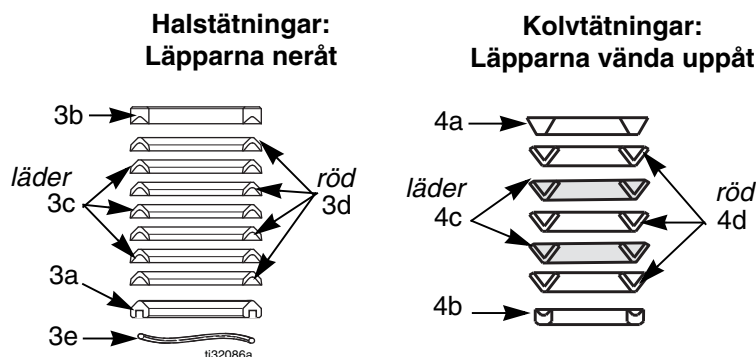 Halstätningar:
Läpparna neråt
3b
läder
3c
röd
3d
3a
3e
ti32086a
Kolvtätningar:
Läpparna vända uppåt
4a
läder
4c
röd
4d
4b